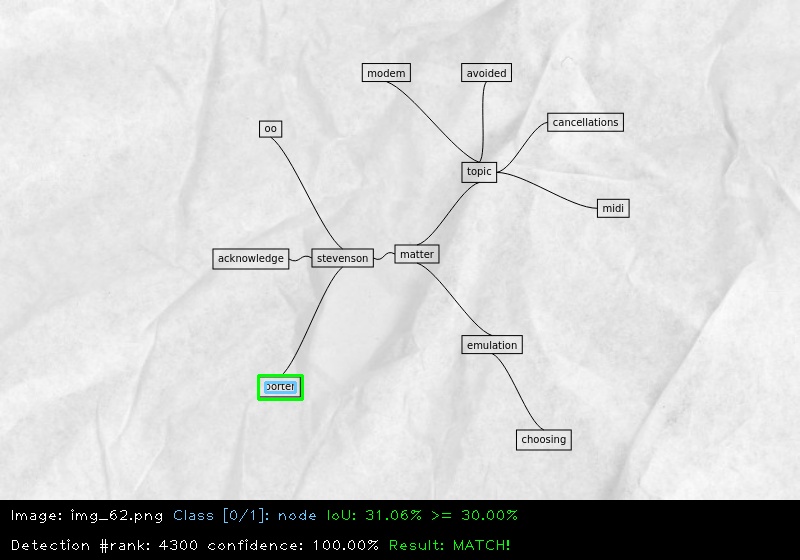 modem
avoided
cancellations
oo
topic
midi
acknowledge
stevenson
matter
emulation
porter
choosing
Image: img_62.png Class [0/1]: node IoU: 31.06% >= 30.00%
Detection #rank: 4300 confidence: 100.00% Result: MATCH!